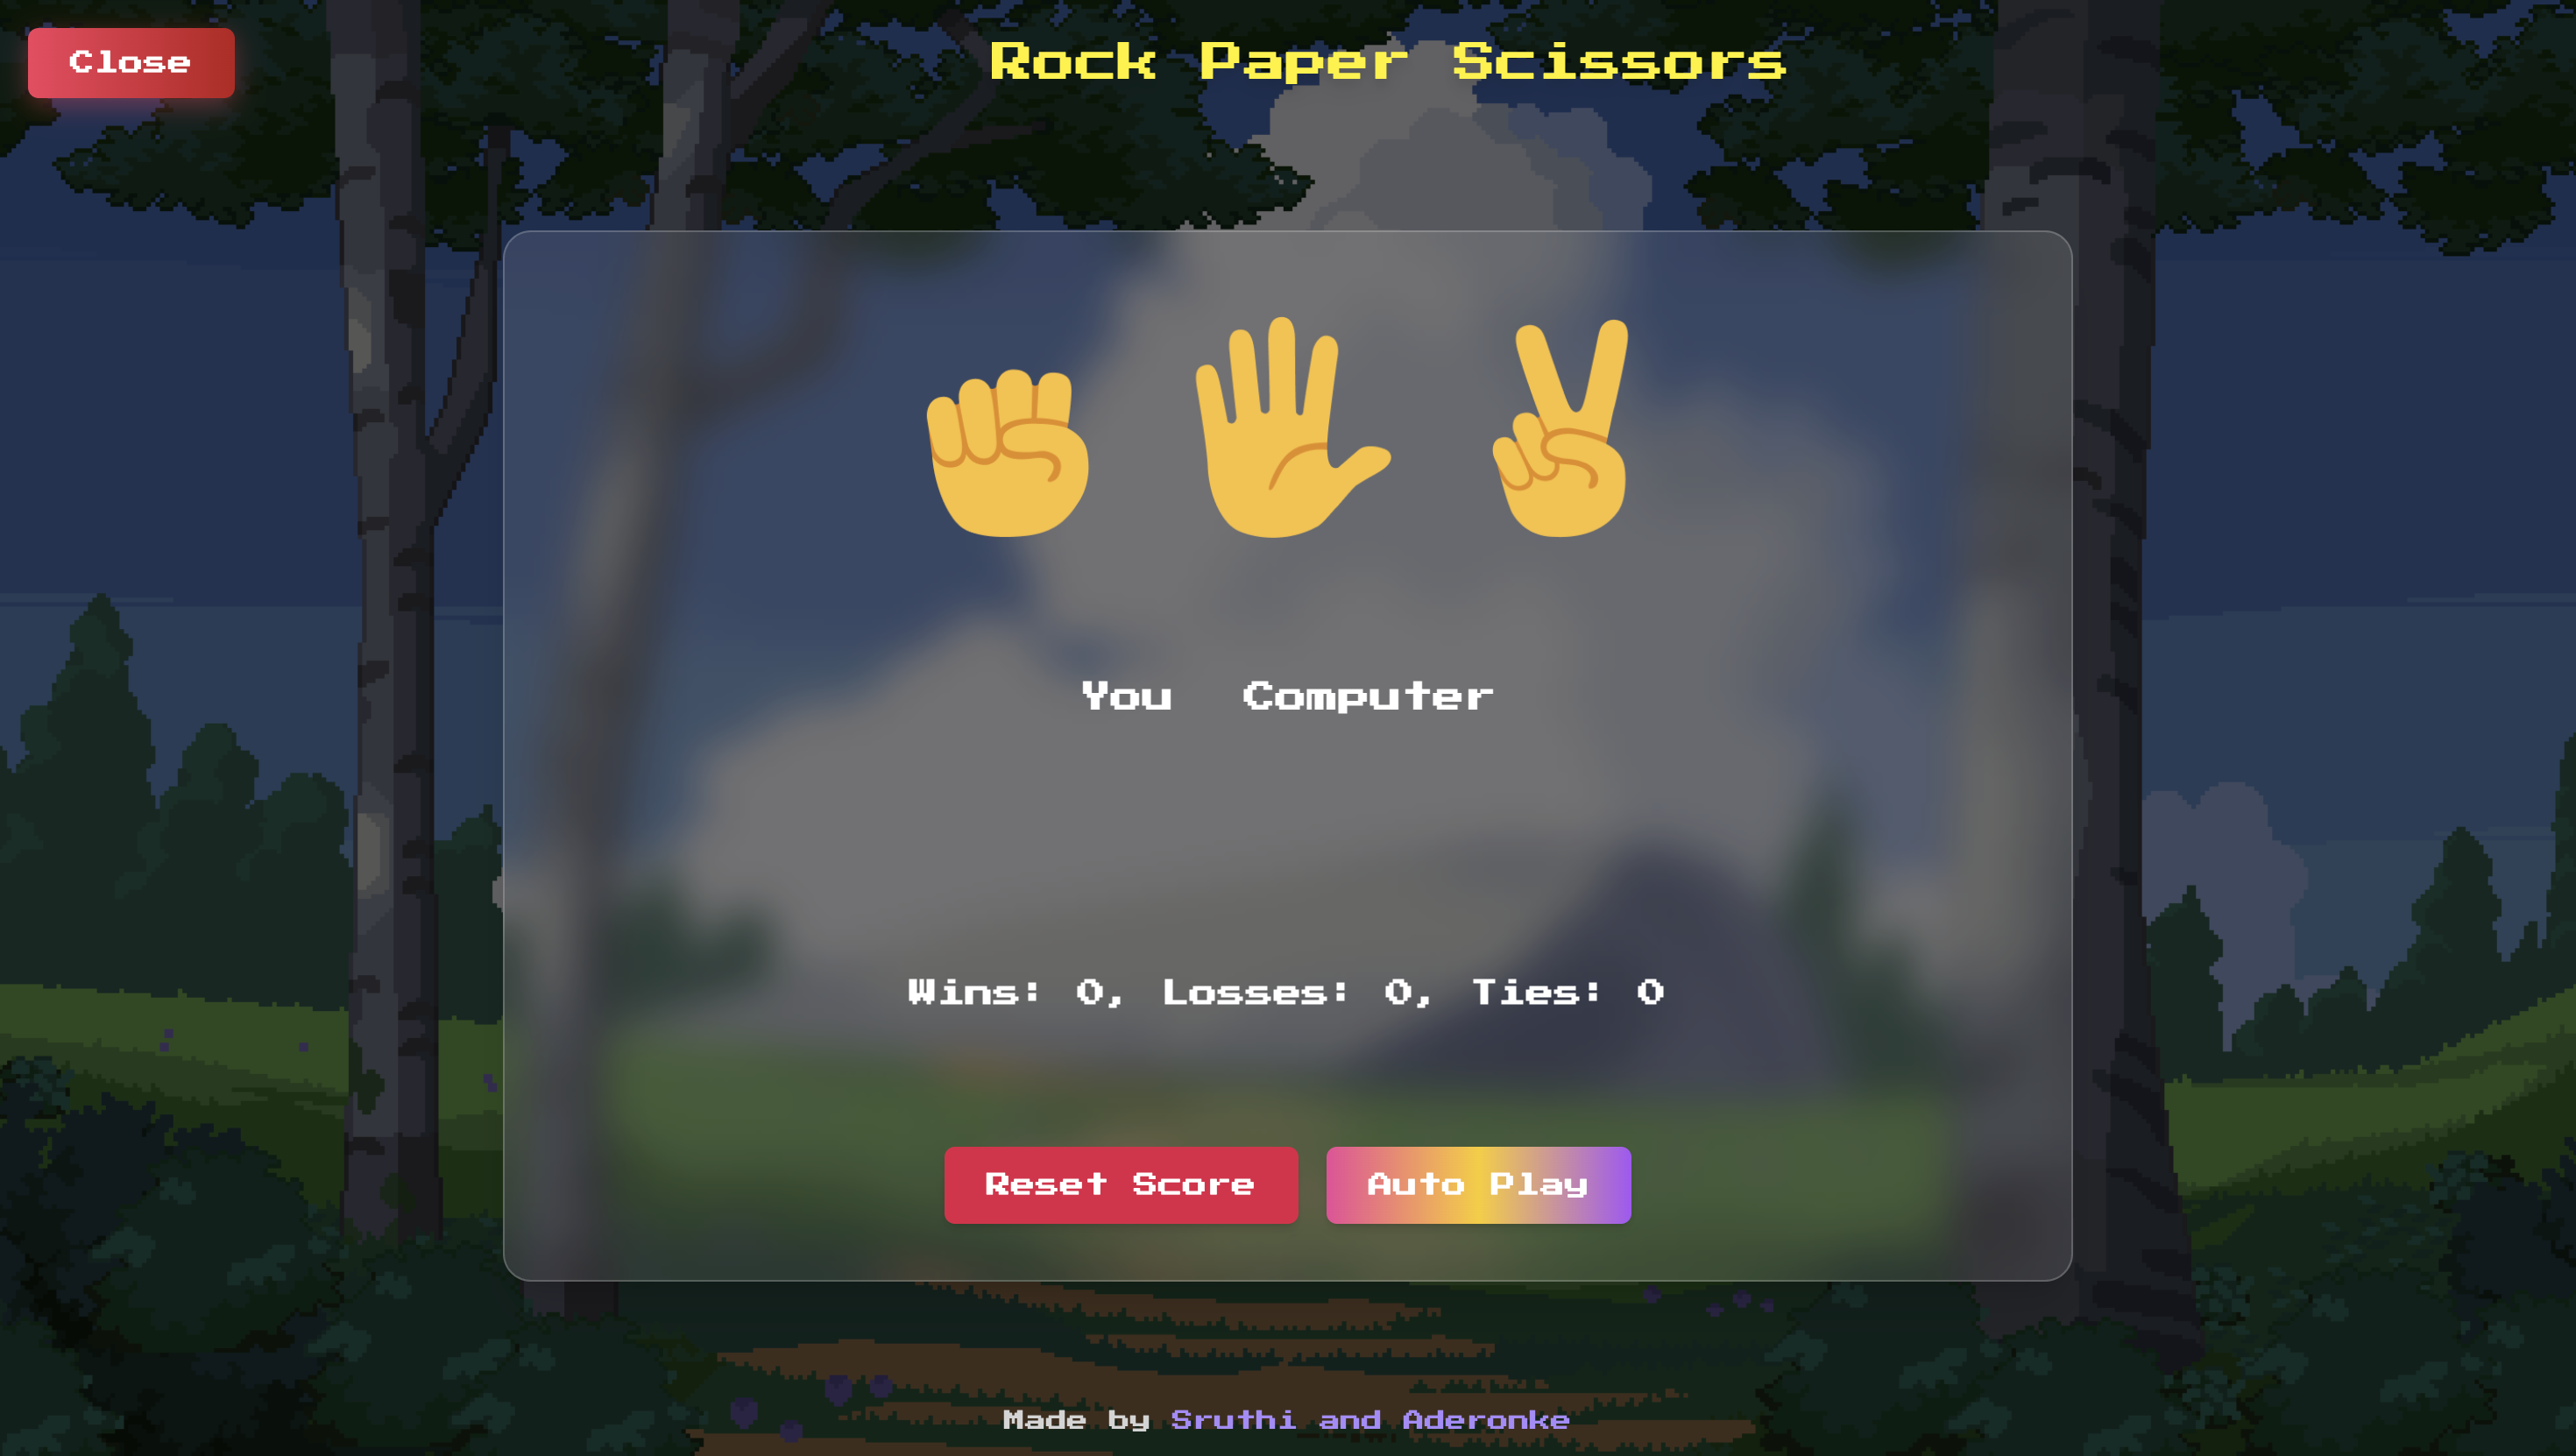 Close
Rock Paper Scissors
You Computer
Wins: 0, Losses: 0, Ties: 0
Reset Score
Auto Play
Made by Sruthi and Aderonke